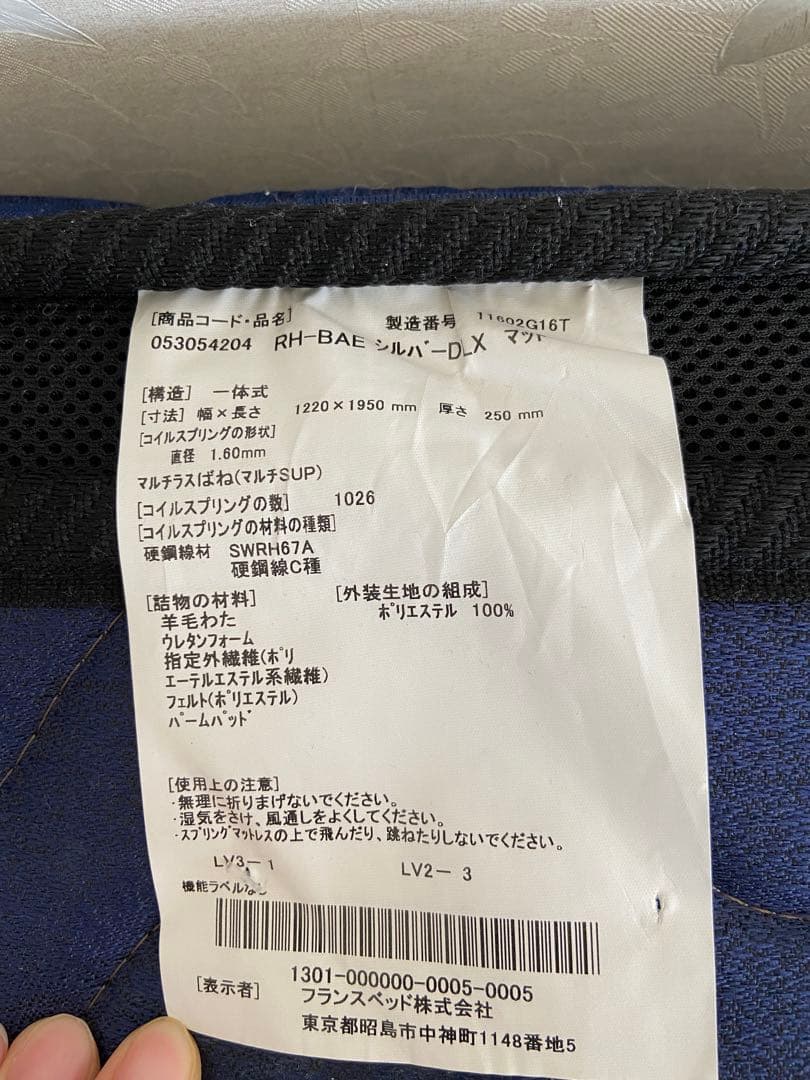 [商品コード・品名] 製造番号 11602G16T
053054204 RH-BAE シルバーDLX マット
[構造] 一体式
[寸法] 幅×長さ 1220×1950 mm 厚さ 250 mm
[コイルスプリングの形状]
直径 1.60mm
マルチラスばね(マルチSUP)
[コイルスプリングの数] 1026
[コイルスプリングの材料の種類]
硬鋼線材 SWRH67A
硬鋼線C種
[詰物の材料] [外装生地の組成]
羊毛わた ポリエステル 100%
ウレタンフォーム
指定外繊維(ポリ
エーテルエステル系繊維)
フェルト(ポリエステル)
パームパッド
[使用上の注意]
・無理に折りまげないでください。
・湿気をさけ、風通しをよくしてください。
・スプリングマットレスの上で飛んだり、跳ねたりしないでください。
LV3-1 LV2-3
機能ラベルなし
1301-000000-0005-0005
[表示者] フランスベッド株式会社
東京都昭島市中神町1148番地5